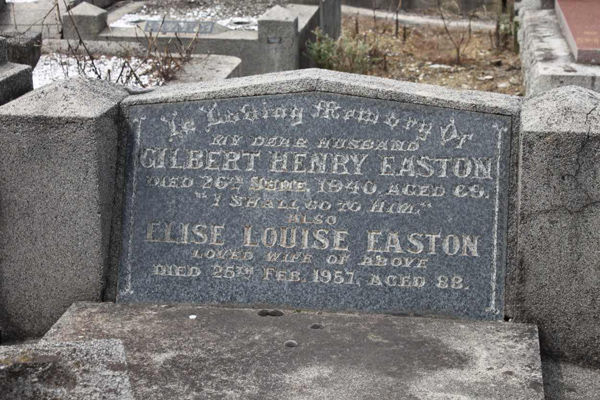 In Loving Memory Of
MY DEAR HUSBAND
GILBERT HENRY EASTON
DIED 26TH JUNE, 1940, AGED 69.
"I SHALL GO TO HIM"
ALSO
ELISE LOUISE EASTON
LOVED WIFE OF ABOVE
DIED 25TH FEB. 1957, AGED 88.